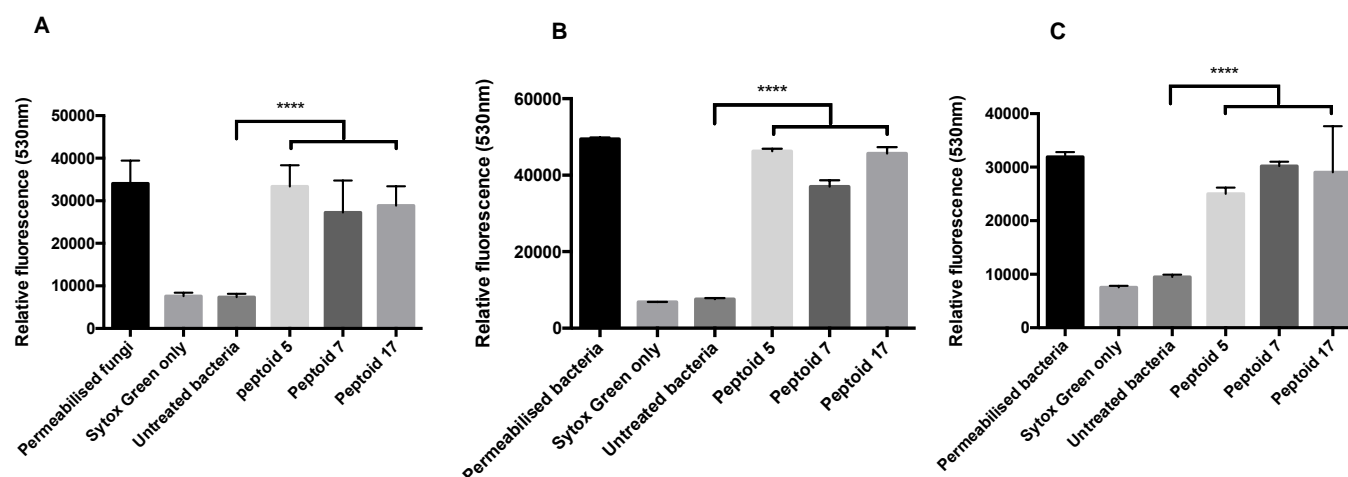 A
Relative fluorescence (530nm)
50000
40000
30000
20000
10000
0
****
Permeabilised fungi
Sytox Green only
Untreated bacteria
peptoid 5
Peptoid 7
Peptoid 17
B
Relative fluorescence (530nm)
60000
40000
20000
0
****
Permeabilised bacteria
Sytox Green only
Untreated bacteria
Peptoid 5
Peptoid 7
Peptoid 17
C
Relative fluorescence (530nm)
40000
30000
20000
10000
0
****
Permeabilised bacteria
Sytox Green only
Untreated bacteria
Peptoid 5
Peptoid 7
Peptoid 17